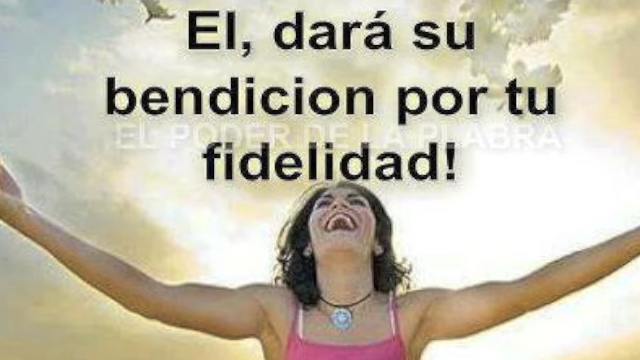 El, dará su
bendicion por tu
EL PODER DE LA PLABRA
fidelidad!